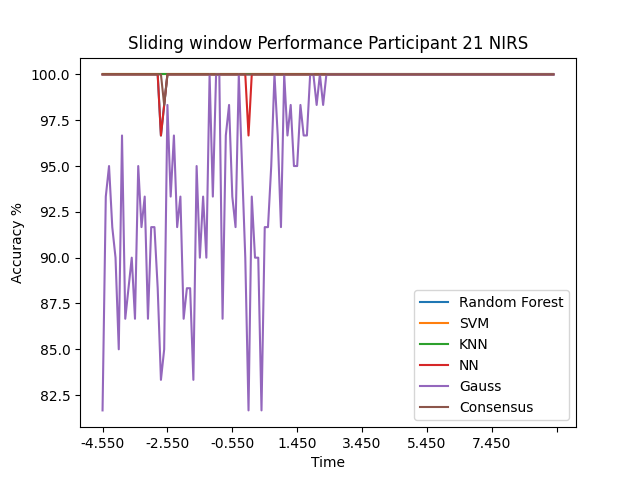 Sliding window Performance Participant 21 NIRS
100.0
97.5
95.0
92.5
90.0
87.5
85.0
82.5
Accuracy %
Random Forest
SVM
KNN
NN
Gauss
Consensus
-4.550 -2.550 -0.550 1.450 3.450 5.450 7.450
Time